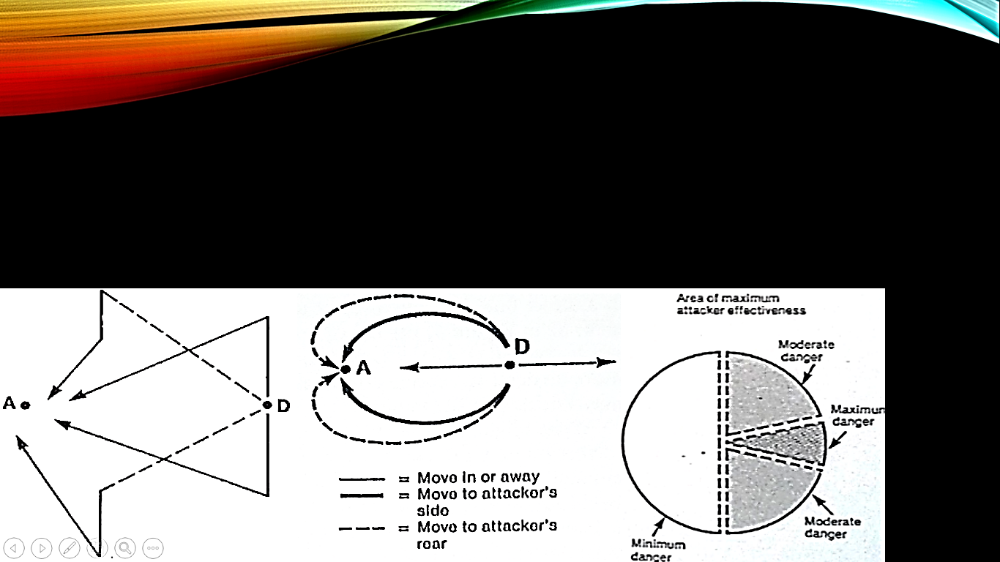 A
D
A
D
= Move in or away
= Move to attacker's
side
= Move to attacker's
rear
Area of maximum
attacker effectiveness
Moderate
danger
Maximum
danger
Moderate
danger
Minimum
danger